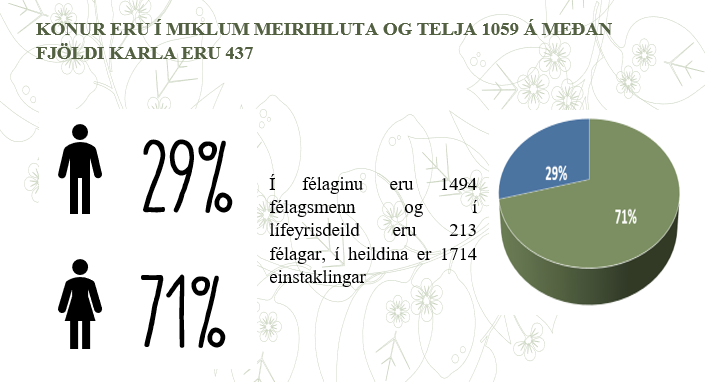 KONUR ERU Í MIKLUM MEIRIHLUTA OG TELJA 1059 Á MEÐAN
FJÖLDI KARLA ERU 437
29%
Í félaginu eru 1494
félagsmenn og í
lífeyrisdeild eru 213
félagar, í heildina er 1714
einstaklingar
71%
29%
71%